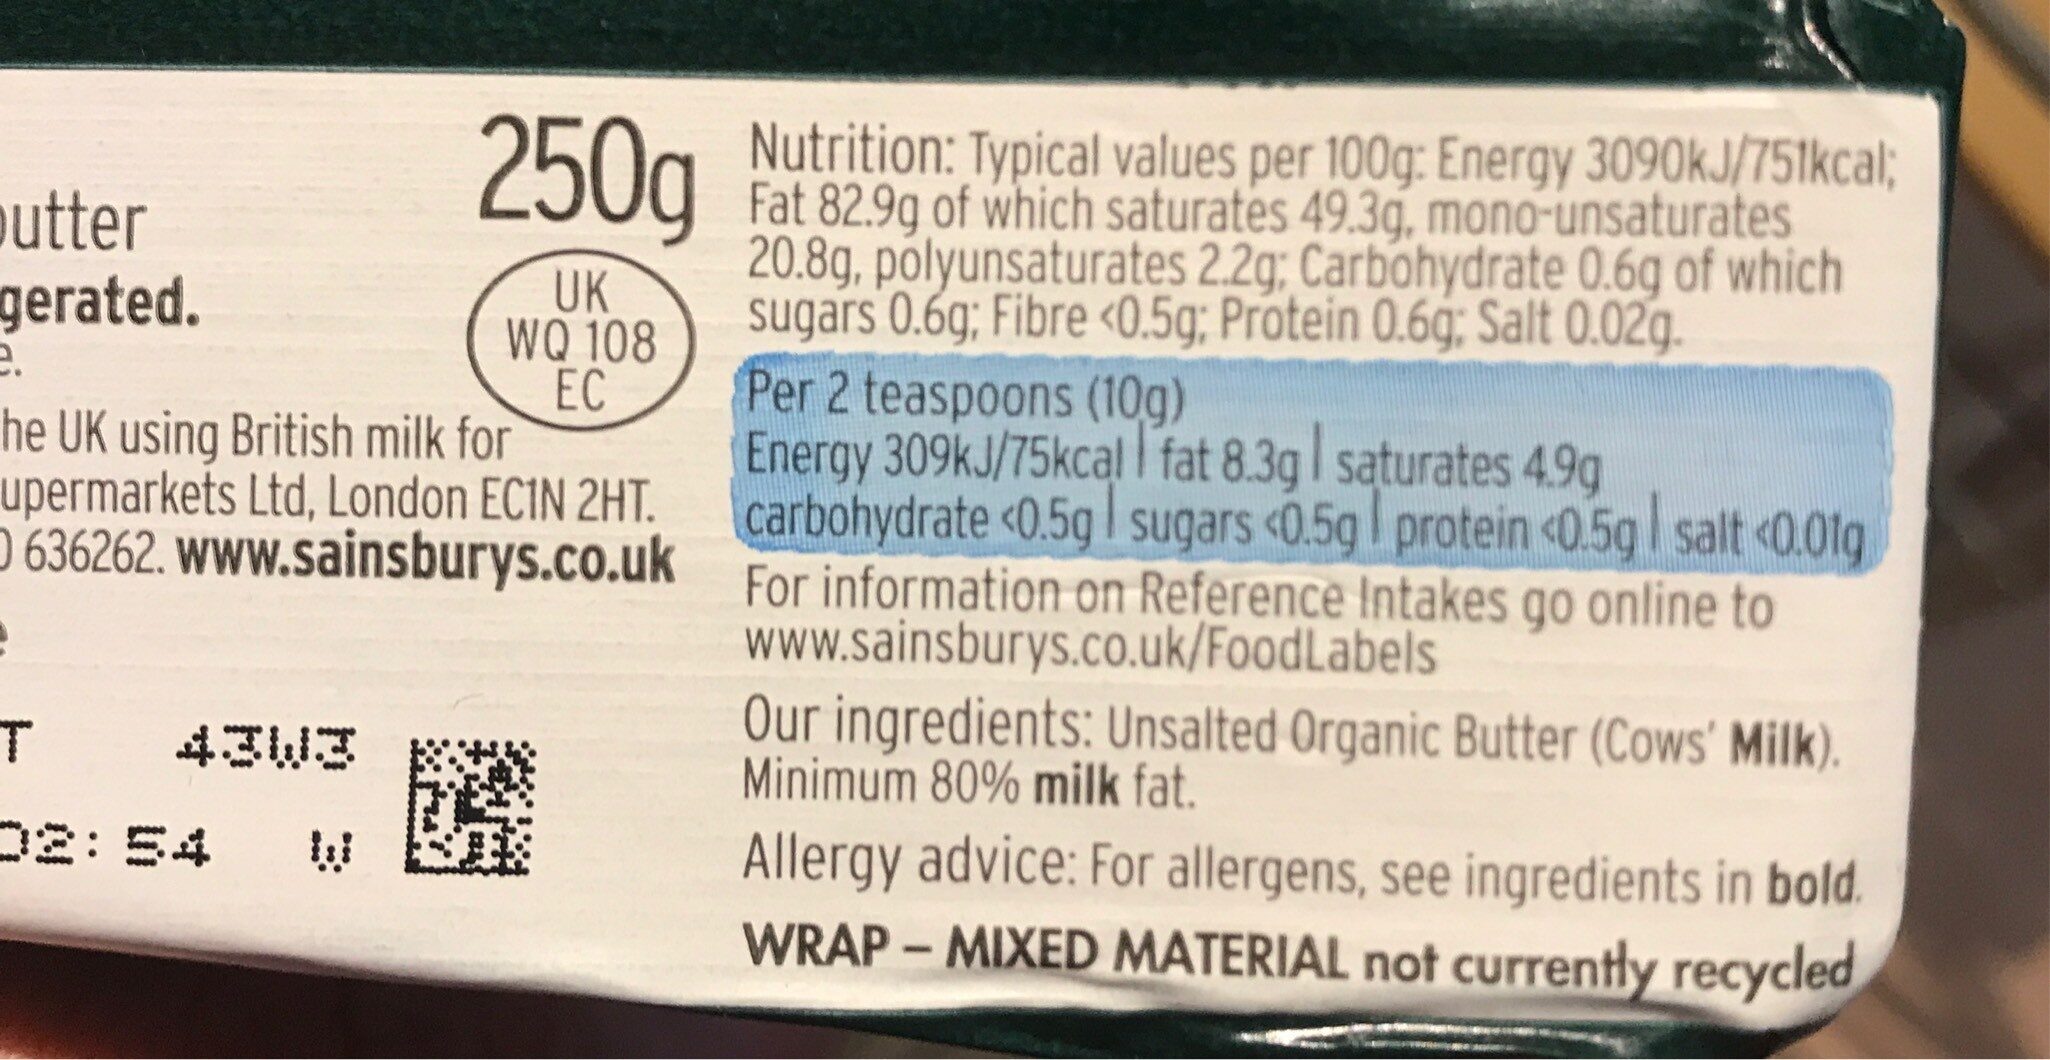 250g
utter
gerated.
e.
UK
WQ 108
EC
he UK using British milk for
upermarkets Ltd, London EC1N 2HT.
0 636262. www.sainsburys.co.uk
T 43W3
02:54 W
Nutrition: Typical values per 100g: Energy 3090kJ/751kcal;
Fat 82.9g of which saturates 49.3g, mono-unsaturates
20.8g, polyunsaturates 2.2g; Carbohydrate 0.6g of which
sugars 0.6g; Fibre <0.5g; Protein 0.6g; Salt 0.02g.
Per 2 teaspoons (10g)
Energy 309kJ/75kcal | fat 8.3g | saturates 4.9g
carbohydrate <0.5g | sugars <0.5g | protein <0.5g | salt <0.01g
For information on Reference Intakes go online to
www.sainsburys.co.uk/FoodLabels
Our ingredients: Unsalted Organic Butter (Cows' Milk).
Minimum 80% milk fat.
Allergy advice: For allergens, see ingredients in bold.
WRAP – MIXED MATERIAL not currently recycled